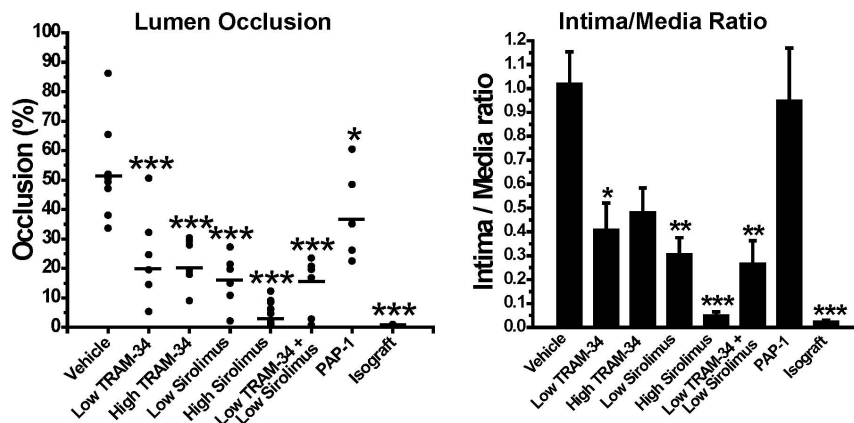 Lumen Occlusion
Occlusion (%)
100
90
80
70
60
50
40
30
20
10
0
***
***
***
***
***
*
***
Vehicle
Low TRAM-34
High TRAM-34
Low Sirolimus
High Sirolimus
Low TRAM-34 +
Low Sirolimus
PAP-1
Isograft
Intima/Media Ratio
Intima / Media ratio
1.2
1.1
1.0
0.9
0.8
0.7
0.6
0.5
0.4
0.3
0.2
0.1
0.0
*
**
***
**
***
Vehicle
Low TRAM-34
High TRAM-34
Low Sirolimus
High Sirolimus
Low TRAM-34 +
Low Sirolimus
PAP-1
Isograft